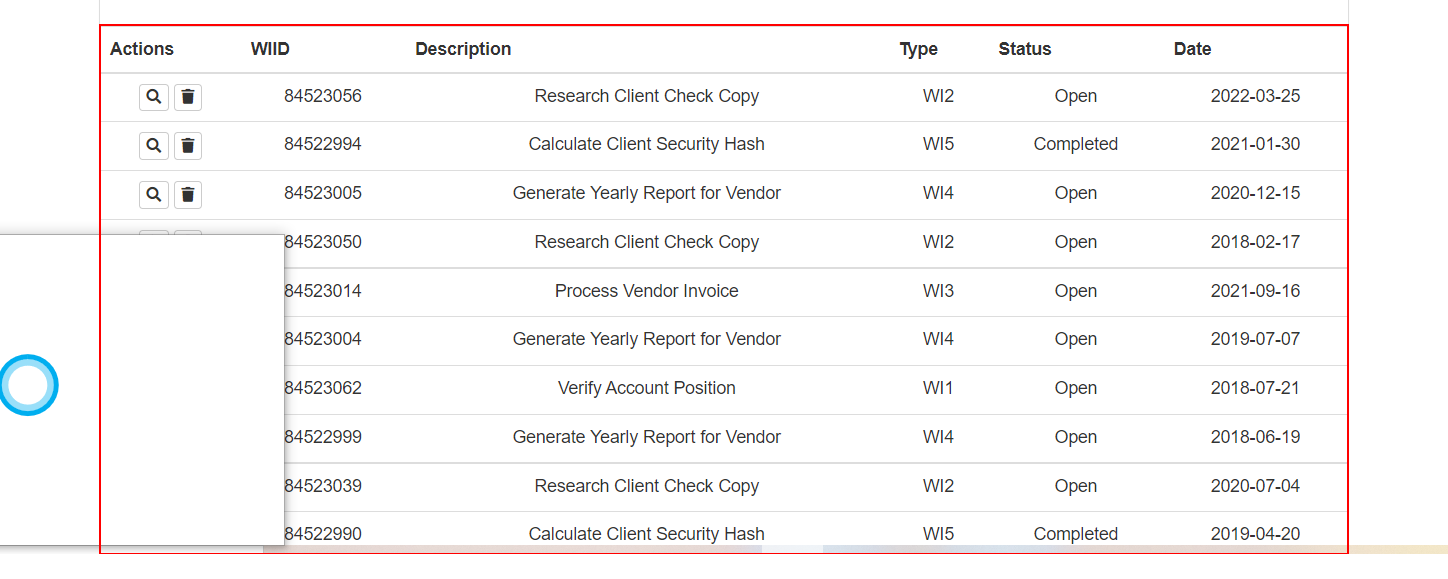 Actions WIID Description Type Status Date
84523056 Research Client Check Copy WI2 Open 2022-03-25
84522994 Calculate Client Security Hash WI5 Completed 2021-01-30
84523005 Generate Yearly Report for Vendor WI4 Open 2020-12-15
84523050 Research Client Check Copy WI2 Open 2018-02-17
84523014 Process Vendor Invoice WI3 Open 2021-09-16
84523004 Generate Yearly Report for Vendor WI4 Open 2019-07-07
84523062 Verify Account Position WI1 Open 2018-07-21
84522999 Generate Yearly Report for Vendor WI4 Open 2018-06-19
84523039 Research Client Check Copy WI2 Open 2020-07-04
84522990 Calculate Client Security Hash WI5 Completed 2019-04-20